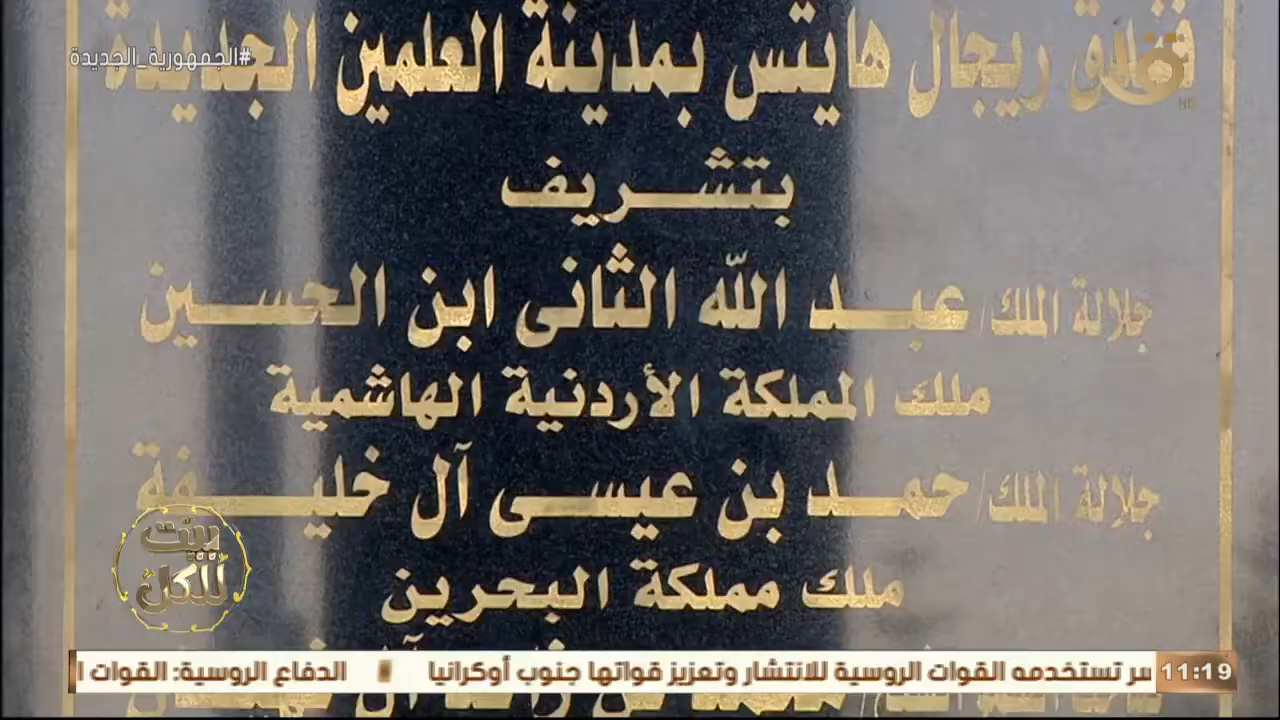 #الجمهورية_الجديدة
فندق ريجال هايتس بمدينة العلمين الجديدة
بتشريف
جلالة الملك/ عبد الله الثانى ابن الحسين
ملك المملكة الأردنية الهاشمية
جلالة الملك/ حمد بن عيسى آل خليفة
ملك مملكة البحرين
بيت للكل
11:19
سر تستخدمه القوات الروسية للانتشار وتعزيز قواتها جنوب أوكرانيا
الدفاع الروسية: القوات ا